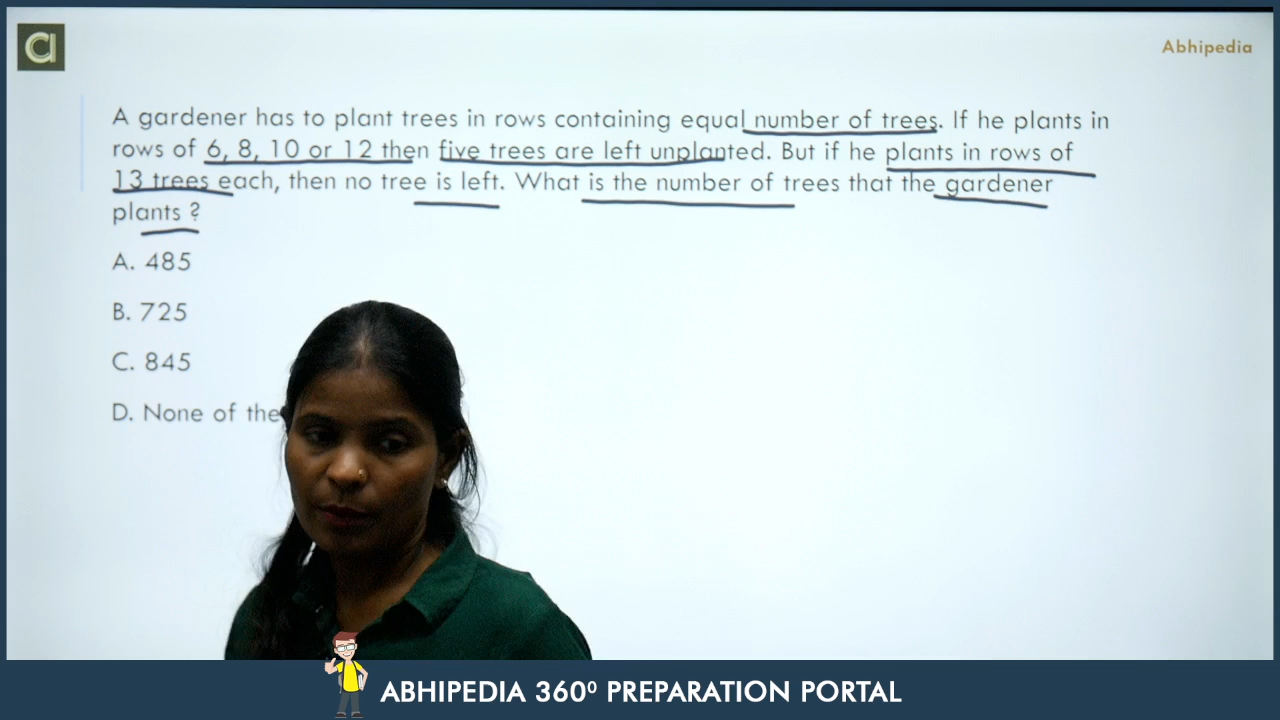 Abhipedia
A gardener has to plant trees in rows containing equal number of trees. If he plants in
rows of 6, 8, 10 or 12 then five trees are left unplanted. But if he plants in rows of
13 trees each, then no tree is left. What is the number of trees that the gardener
plants ?
A. 485
B. 725
C. 845
D. None of the
ABHIPEDIA 360⁰ PREPARATION PORTAL